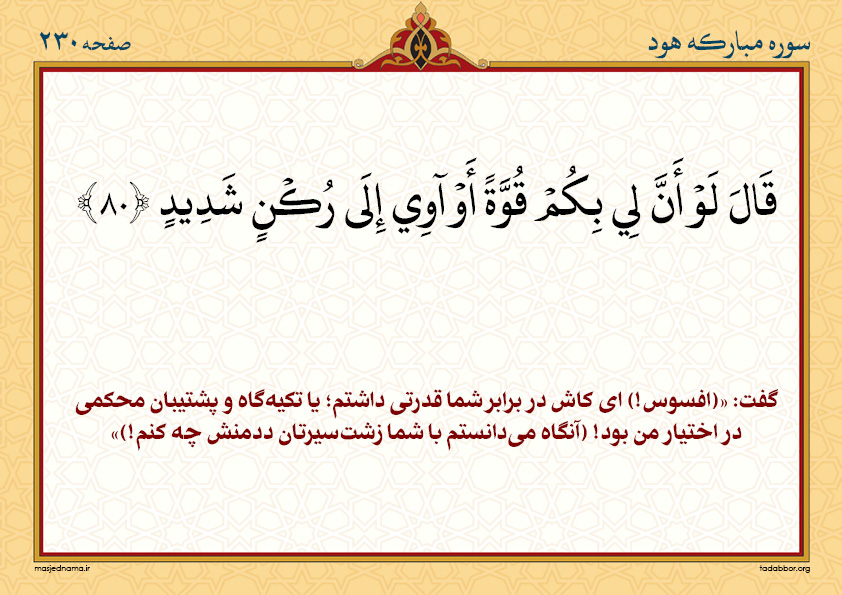 سوره مبارکه هود
صفحه ۲۳۰
قَالَ لَوْ أَنَّ لِي بِكُمْ قُوَّةً أَوْ آوِي إِلَى رُكْنٍ شَدِيدٍ ﴿۸۰﴾
گفت: «(افسوس!) ای کاش در برابر شما قدرتی داشتم؛ یا تکیه‌گاه و پشتیبان محکمی
در اختیار من بود! (آنگاه می‌دانستم با شما زشت‌سیرتان ددمنش چه کنم!)»
masjednama.ir
tadabbor.org